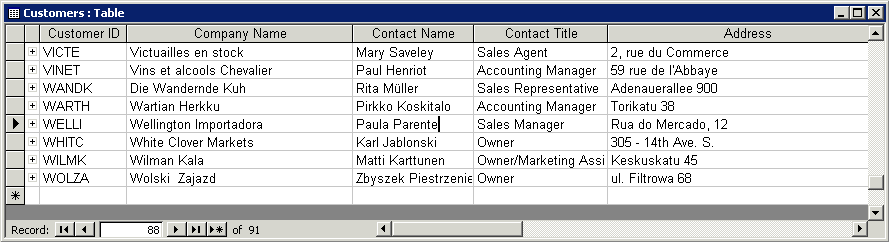 Customers : Table
Customer ID Company Name Contact Name Contact Title Address
VICTE Victuailles en stock Mary Saveley Sales Agent 2, rue du Commerce
VINET Vins et alcools Chevalier Paul Henriot Accounting Manager 59 rue de l'Abbaye
WANDK Die Wandernde Kuh Rita Müller Sales Representative Adenauerallee 900
WARTH Wartian Herkku Pirkko Koskitalo Accounting Manager Torikatu 38
WELLI Wellington Importadora Paula Parente Sales Manager Rua do Mercado, 12
WHITC White Clover Markets Karl Jablonski Owner 305 - 14th Ave. S.
WILMK Wilman Kala Matti Karttunen Owner/Marketing Assi Keskuskatu 45
WOLZA Wolski Zajazd Zbyszek Piestrzenie Owner ul. Filtrowa 68
Record: 88 of 91